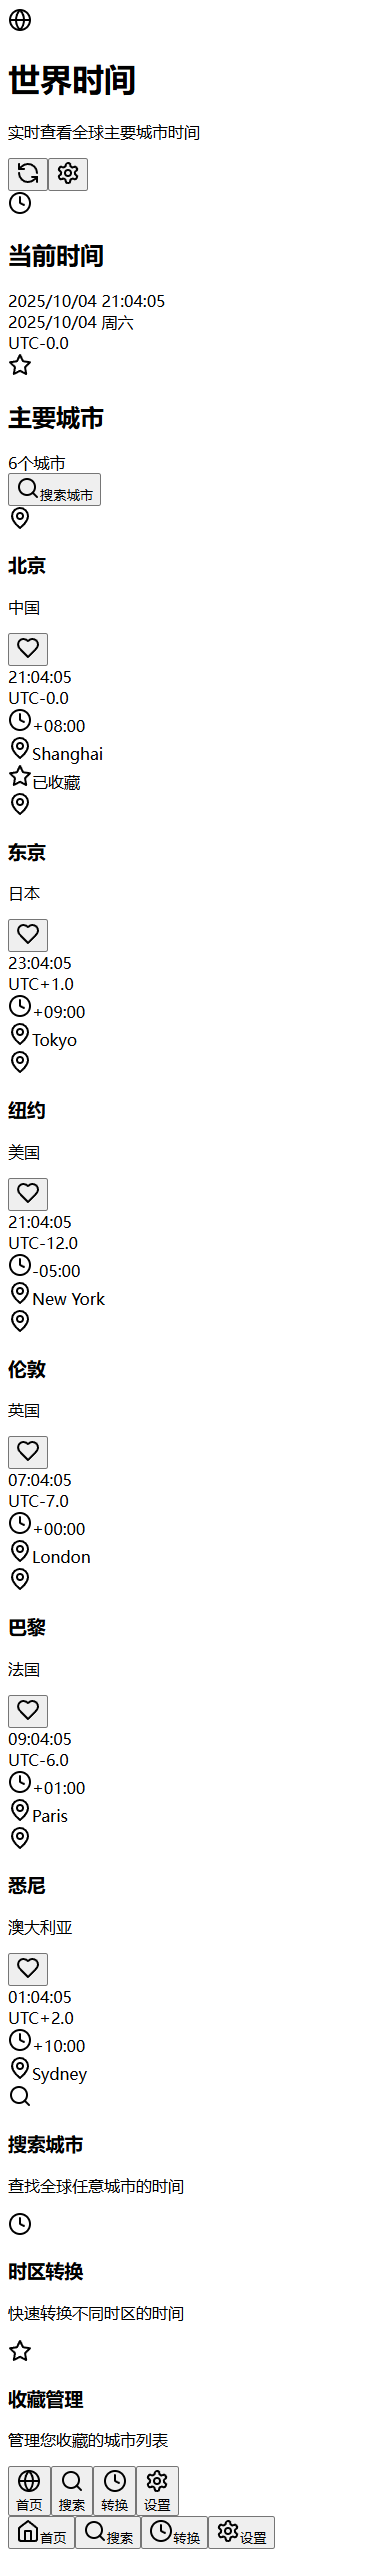 世界时间
实时查看全球主要城市时间
当前时间
2025/10/04 21:04:05
2025/10/04 周六
UTC-0.0
主要城市
6个城市
搜索城市
北京
中国
21:04:05
UTC-0.0
+08:00
Shanghai
已收藏
东京
日本
23:04:05
UTC+1.0
+09:00
Tokyo
纽约
美国
21:04:05
UTC-12.0
-05:00
New York
伦敦
英国
07:04:05
UTC-7.0
+00:00
London
巴黎
法国
09:04:05
UTC-6.0
+01:00
Paris
悉尼
澳大利亚
01:04:05
UTC+2.0
+10:00
Sydney
搜索城市
查找全球任意城市的时间
时区转换
快速转换不同时区的时间
收藏管理
管理您收藏的城市列表
首页 搜索 转换 设置
首页 搜索 转换 设置